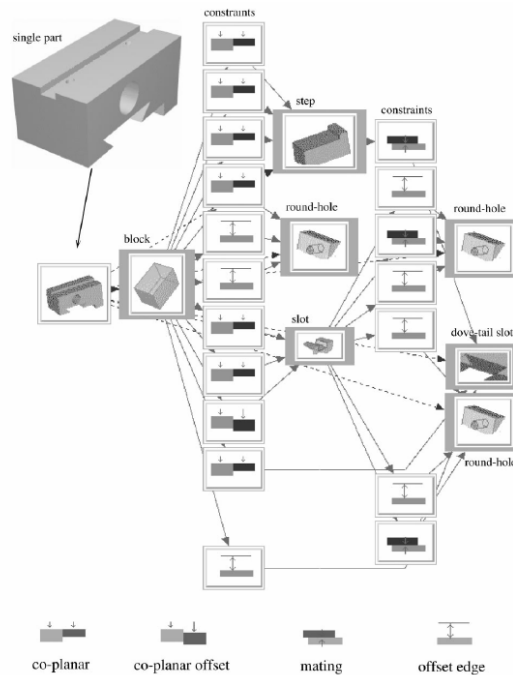 constraints
single part
step
constraints
round-hole
round-hole
block
slot
dove-tail slot
round-hole
co-planar
co-planar offset
mating
offset edge